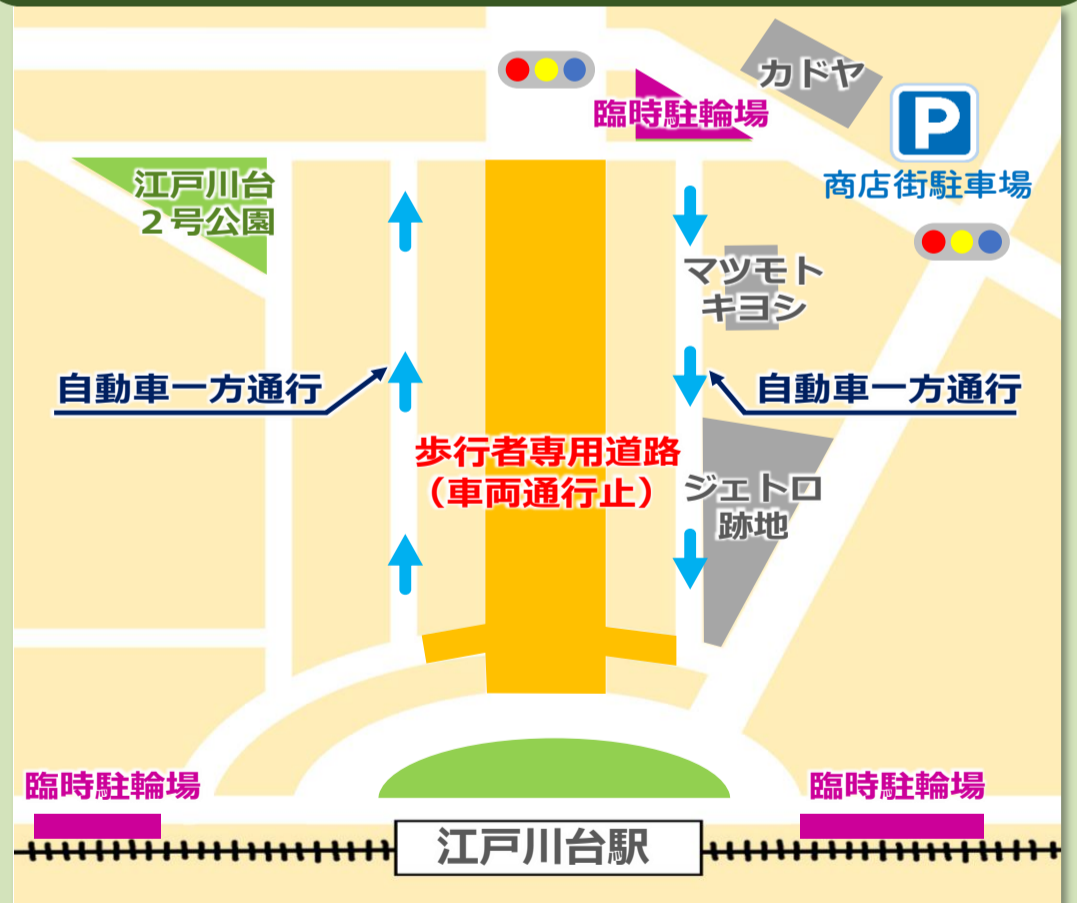 カドヤ
臨時駐輪場
P
商店街駐車場
江戸川台
２号公園
マツモト
キヨシ
自動車一方通行
自動車一方通行
歩行者専用道路
（車両通行止）
ジェトロ
跡地
臨時駐輪場
臨時駐輪場
江戸川台駅